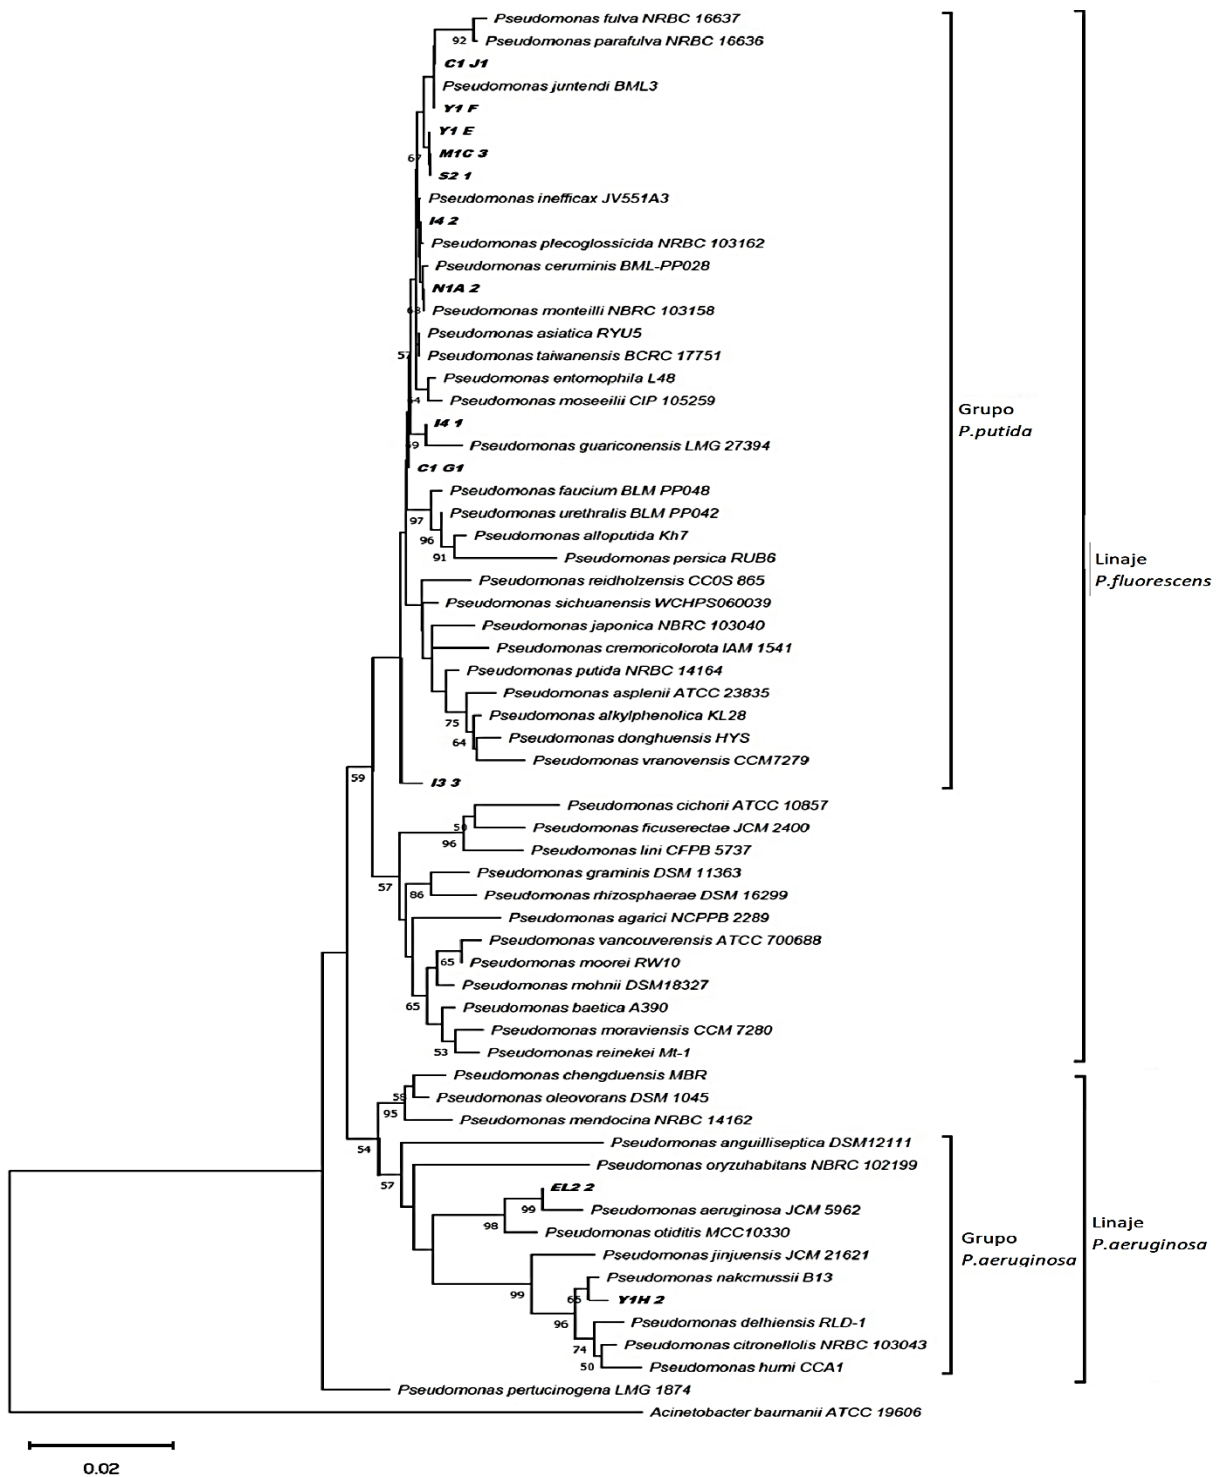 Pseudomonas fulva NRBC 16637
92
Pseudomonas parafulva NRBC 16636
C1 J1
Pseudomonas juntendi BML3
Y1 F
Y1 E
M1C 3
67
S2 1
Pseudomonas inefficax JV551A3
I4 2
Pseudomonas plecoglossicida NRBC 103162
Pseudomonas ceruminis BML-PP028
N1A 2
Pseudomonas monteilli NBRC 103158
Pseudomonas asiatica RYU5
57
Pseudomonas taiwanensis BCRC 17751
Pseudomonas entomophila L48
Pseudomonas moseeilii CIP 105259
Grupo
P.putida
I4 1
Pseudomonas guariconensis LMG 27394
C1 G1
Pseudomonas faucium BLM PP048
97
Pseudomonas urethralis BLM PP042
96
Pseudomonas alloputida Kh7
91
Pseudomonas persica RUB6
Linaje
P.fluorescens
Pseudomonas reidholzensis CC0S 865
Pseudomonas sichuanensis WCHPS060039
Pseudomonas japonica NBRC 103040
Pseudomonas cremoricolorota IAM 1541
Pseudomonas putida NRBC 14164
Pseudomonas asplenii ATCC 23835
75
Pseudomonas alkylphenolica KL28
64
Pseudomonas donghuensis HYS
Pseudomonas vranovensis CCM7279
59
I3 3
Pseudomonas cichorii ATCC 10857
50
Pseudomonas ficuserectae JCM 2400
96
Pseudomonas lini CFPB 5737
Pseudomonas graminis DSM 11363
57
86
Pseudomonas rhizosphaerae DSM 16299
Pseudomonas agarici NCPPB 2289
Pseudomonas vancouverensis ATCC 700688
65
Pseudomonas moorei RW10
Pseudomonas mohnii DSM18327
65
Pseudomonas baetica A390
Pseudomonas moraviensis CCM 7280
53
Pseudomonas reinekei Mt-1
Pseudomonas chengduensis MBR
58
Pseudomonas oleovorans DSM 1045
95
Pseudomonas mendocina NRBC 14162
54
Pseudomonas anguilliseptica DSM12111
Pseudomonas oryzuhabitans NBRC 102199
57
EL2 2
99
Pseudomonas aeruginosa JCM 5962
98
Pseudomonas otiditis MCC10330
Linaje
P.aeruginosa
Grupo
P.aeruginosa
Pseudomonas jinjuensis JCM 21621
Pseudomonas nakcmussii B13
99
65
Y1H 2
96
Pseudomonas delhiensis RLD-1
74
Pseudomonas citronellolis NRBC 103043
50
Pseudomonas humi CCA1
Pseudomonas pertucinogena LMG 1874
Acinetobacter baumanii ATCC 19606
0.02